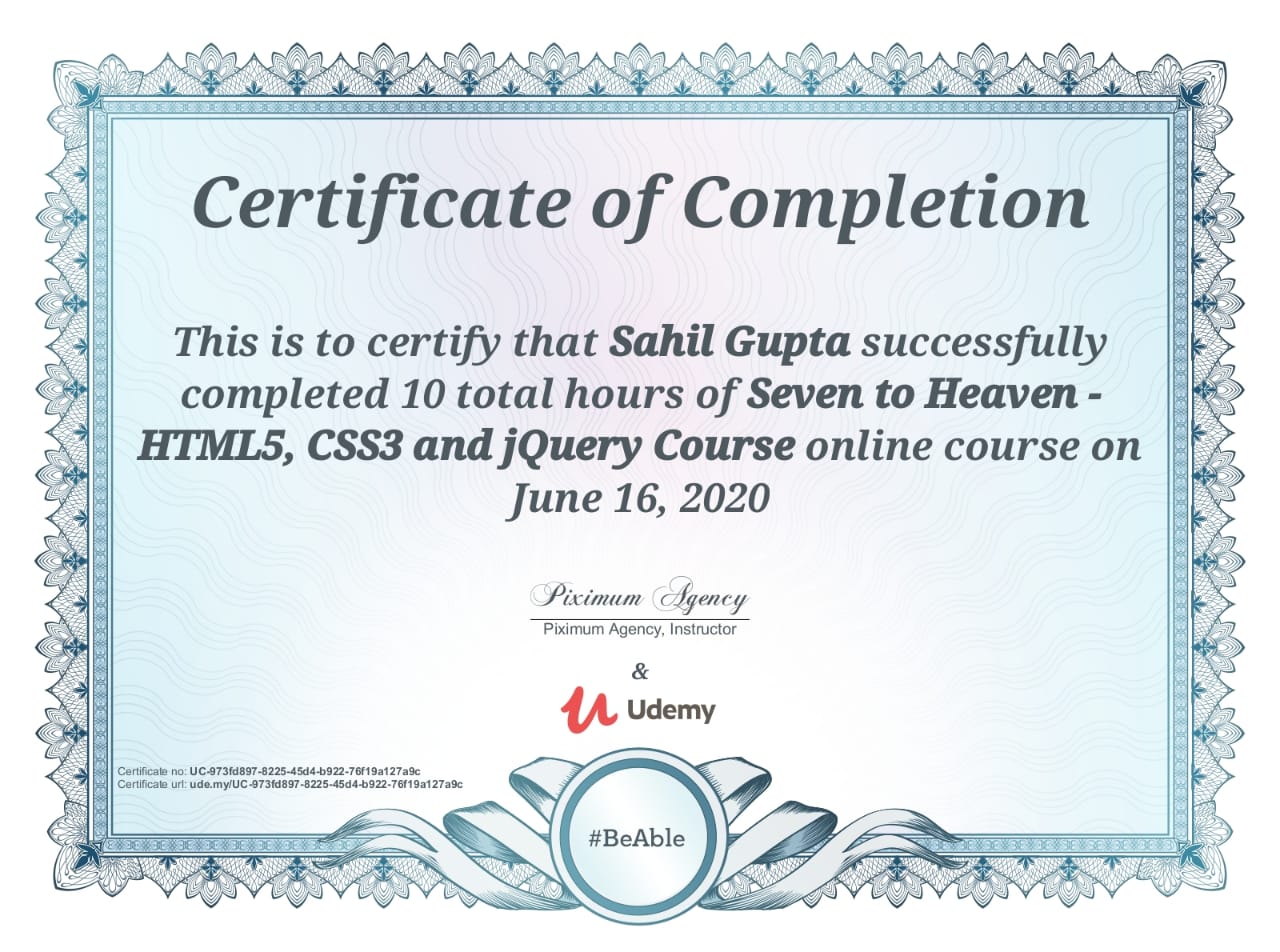 Certificate of Completion
This is to certify that Sahil Gupta successfully
completed 10 total hours of Seven to Heaven -
HTML5, CSS3 and jQuery Course online course on
June 16, 2020
Piximum Agency
Piximum Agency, Instructor
&
Udemy
Certificate no: UC-973fd897-8225-45d4-b922-76f19a127a9c
Certificate url: ude.my/UC-973fd897-8225-45d4-b922-76f19a127a9c
#BeAble